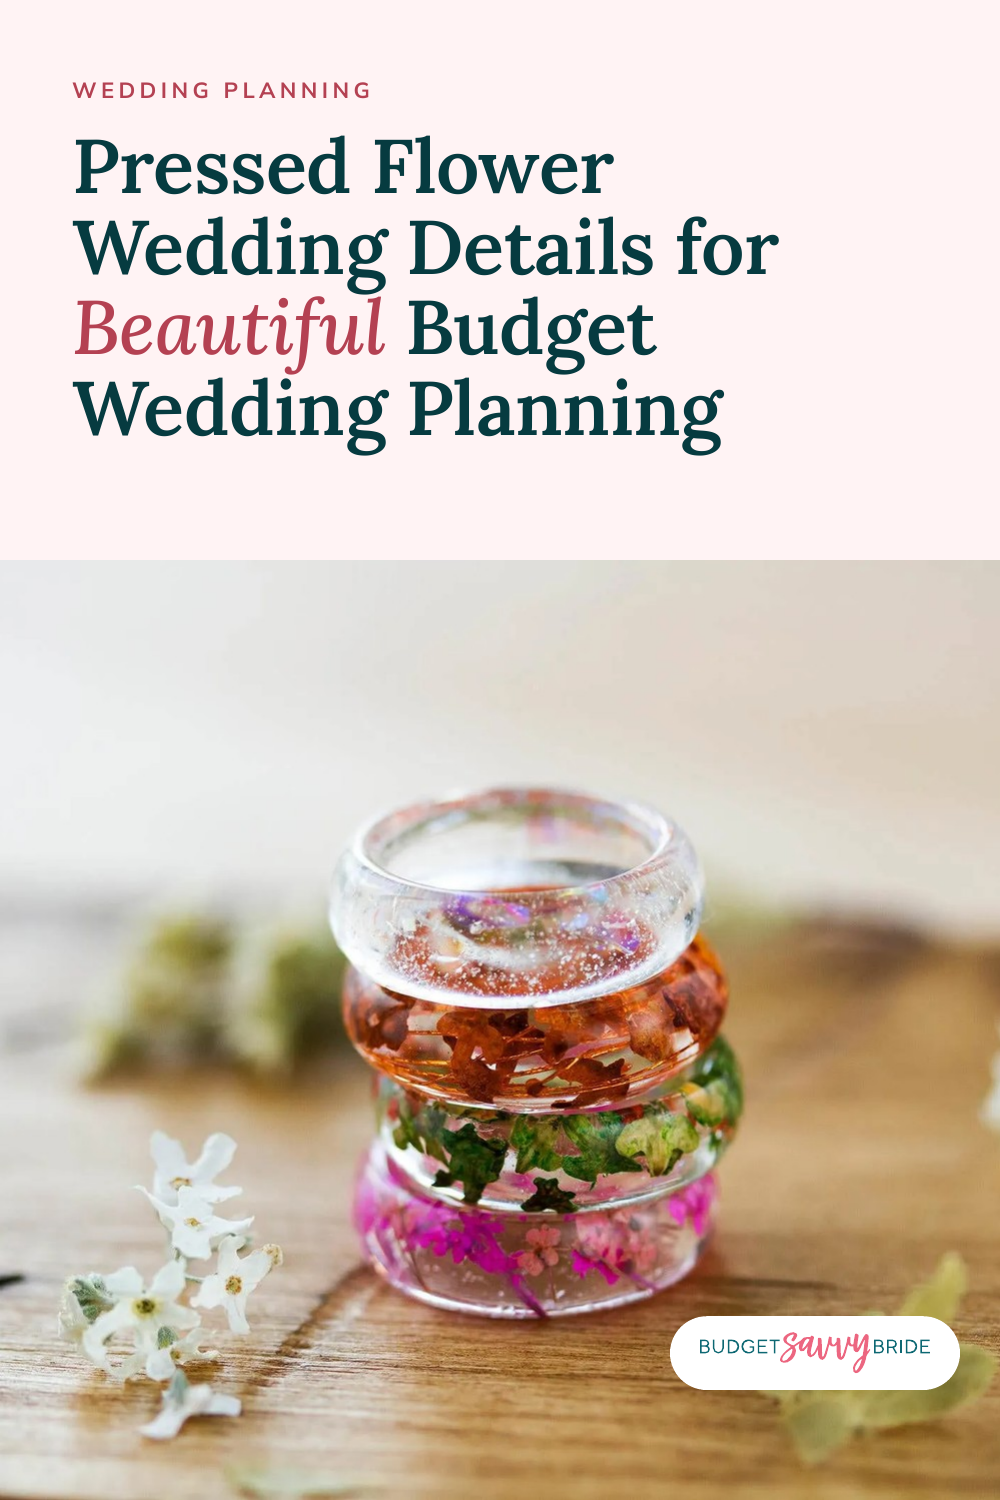 WEDDING PLANNING
Pressed Flower
Wedding Details for
Beautiful Budget
Wedding Planning
BUDGET savvy BRIDE